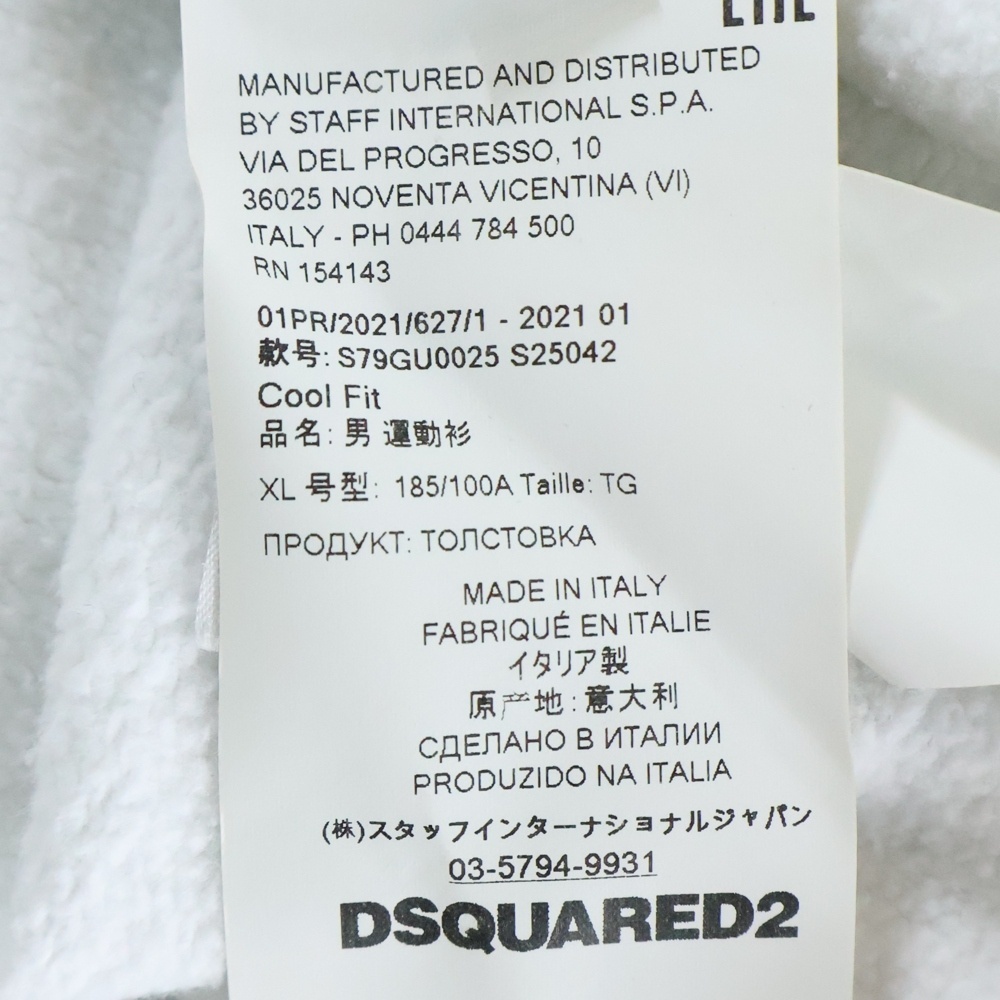 EAC
MANUFACTURED AND DISTRIBUTED
BY STAFF INTERNATIONAL S.P.A.
VIA DEL PROGRESSO, 10
36025 NOVENTA VICENTINA (VI)
ITALY - PH 0444 784 500
RN 154143
01PR/2021/627/1 - 2021 01
款号: S79GU0025 S25042
Cool Fit
品名: 男 運動衫
XL 号型: 185/100A Taille: TG
ПРОДУКТ: ТОЛСТОВКА
MADE IN ITALY
FABRIQUÉ EN ITALIE
イタリア製
原产地: 意大利
СДЕЛАНО В ИТАЛИИ
PRODUZIDO NA ITALIA
(株)スタッフインターナショナルジャパン
03-5794-9931
DSQUARED2